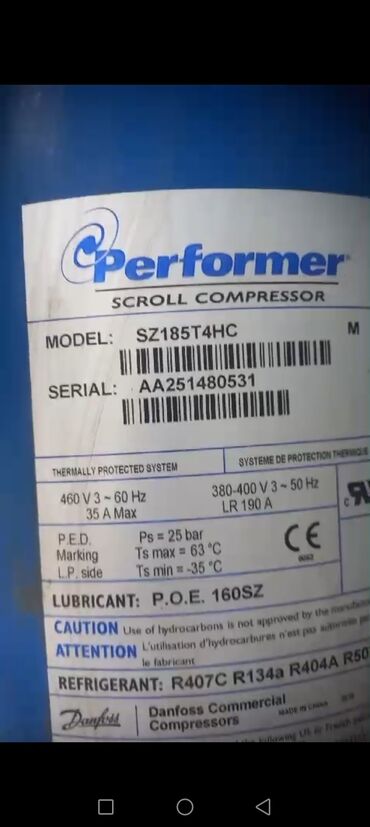 Performer
SCROLL COMPRESSOR
MODEL: SZ185T4HC M
SERIAL: AA251480531
THERMALLY PROTECTED SYSTEM
SYSTEME DE PROTECTION THERMIQUE
460 V 3 ~ 60 Hz
35 A Max
380-400 V 3 ~ 50 Hz
LR 190 A
P.E.D.
Marking
L.P. side
Ps = 25 bar
Ts max = 63 °C
Ts min = -35 °C
CE
0062
LUBRICANT: P.O.E. 160SZ
CAUTION Use of hydrocarbons is not approved by the
ATTENTION L'utilisation d'hydrocarbures n'est pas
le fabricant
REFRIGERANT: R407C R134a R404A R50
Danfoss
Danfoss Commercial
Compressors
MADE IN CHINA